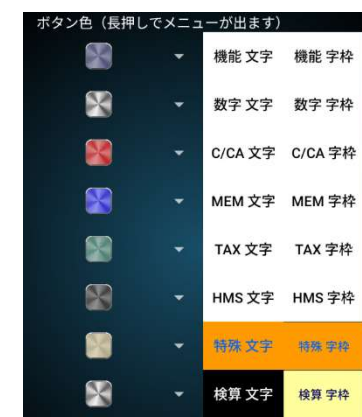 ボタン色（長押しでメニューが出ます）
機能 文字 機能 字枠
数字 文字 数字 字枠
C/CA 文字 C/CA 字枠
MEM 文字 MEM 字枠
TAX 文字 TAX 字枠
HMS 文字 HMS 字枠
特殊 文字 特殊 字枠
検算 文字 検算 字枠